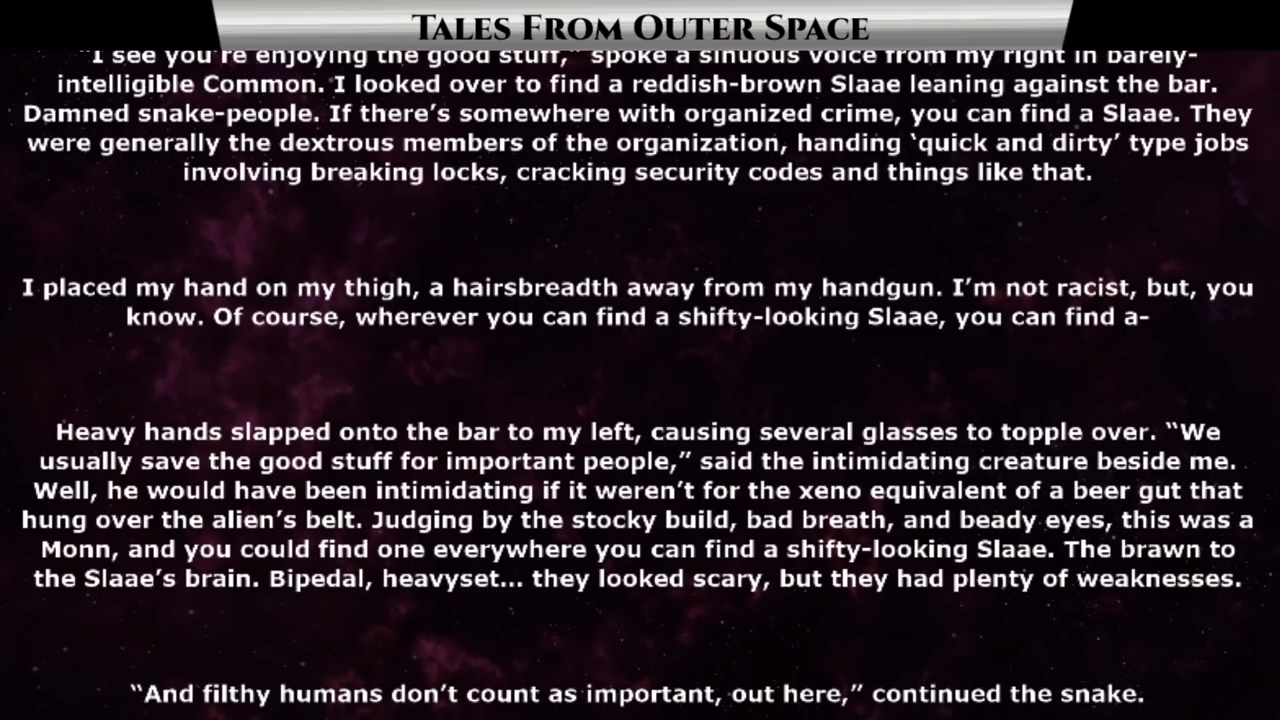 TALES FROM OUTER SPACE
"I see you're enjoying the good stuff," spoke a sinuous voice from my right in barely-
intelligible Common. I looked over to find a reddish-brown Slaae leaning against the bar.
Damned snake-people. If there's somewhere with organized crime, you can find a Slaae. They
were generally the dextrous members of the organization, handing ‘quick and dirty’ type jobs
involving breaking locks, cracking security codes and things like that.
I placed my hand on my thigh, a hairsbreadth away from my handgun. I’m not racist, but, you
know. Of course, wherever you can find a shifty-looking Slaae, you can find a-
Heavy hands slapped onto the bar to my left, causing several glasses to topple over. “We
usually save the good stuff for important people,” said the intimidating creature beside me.
Well, he would have been intimidating if it weren’t for the xeno equivalent of a beer gut that
hung over the alien’s belt. Judging by the stocky build, bad breath, and beady eyes, this was a
Monn, and you could find one everywhere you can find a shifty-looking Slaae. The brawn to
the Slaae’s brain. Bipedal, heavyset... they looked scary, but they had plenty of weaknesses.
“And filthy humans don’t count as important, out here,” continued the snake.